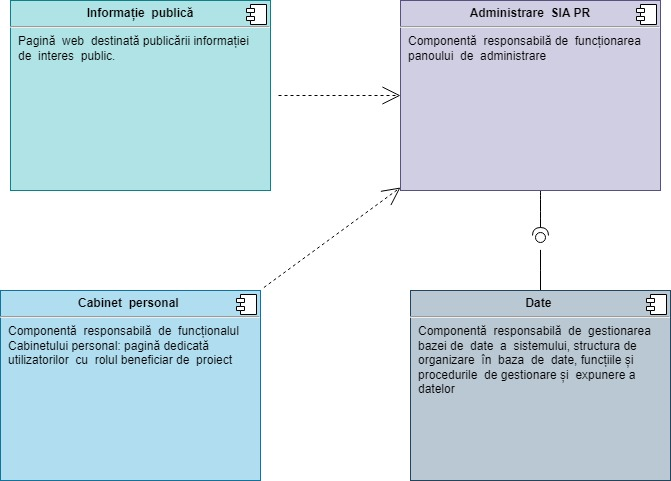 Informație publică
Pagină web destinată publicării informației
de interes public.
Administrare SIA PR
Componentă responsabilă de funcționarea
panoului de administrare
Cabinet personal
Componentă responsabilă de funcționalul
Cabinetului personal: pagină dedicată
utilizatorilor cu rolul beneficiar de proiect
Date
Componentă responsabilă de gestionarea
bazei de date a sistemului, structura de
organizare în baza de date, funcțiile și
procedurile de gestionare și expunere a
datelor